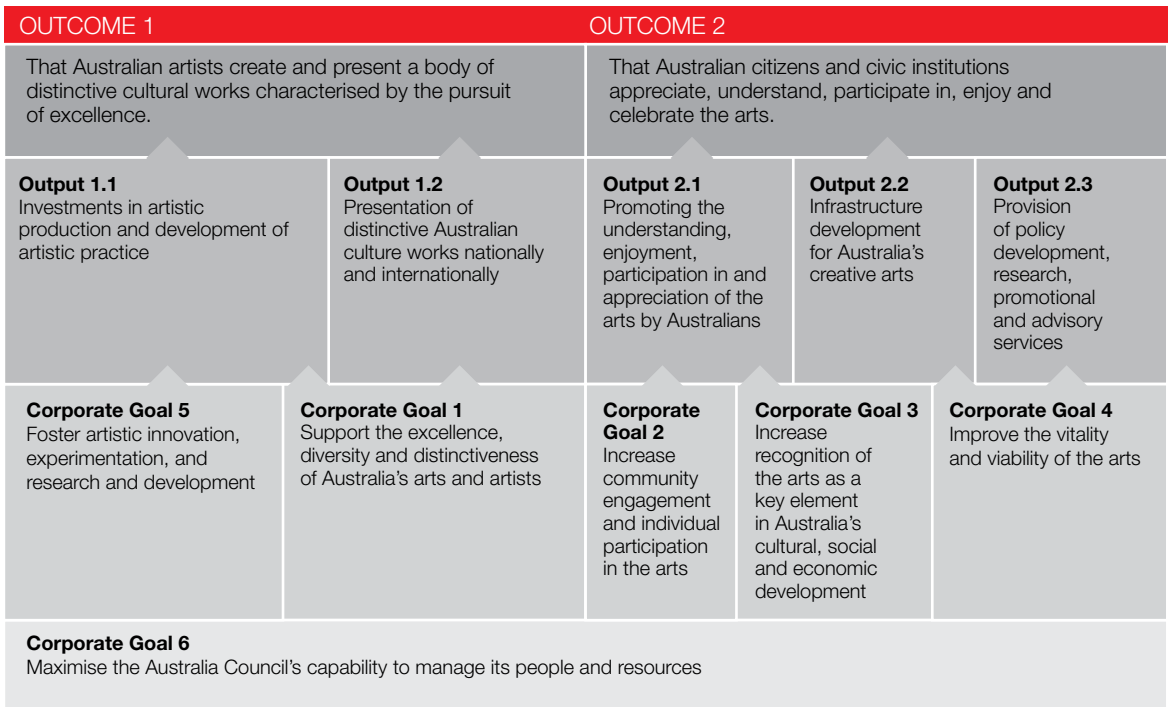 OUTCOME 1
OUTCOME 2
That Australian artists create and present a body of
distinctive cultural works characterised by the pursuit
of excellence.
That Australian citizens and civic institutions
appreciate, understand, participate in, enjoy and
celebrate the arts.
Output 1.1
Investments in artistic
production and development of
artistic practice
Output 1.2
Presentation of
distinctive Australian
culture works nationally
and internationally
Output 2.1
Promoting the
understanding,
enjoyment,
participation in and
appreciation of the
arts by Australians
Output 2.2
Infrastructure
development
for Australia’s
creative arts
Output 2.3
Provision
of policy
development,
research,
promotional
and advisory
services
Corporate Goal 5
Foster artistic innovation,
experimentation, and
research and development
Corporate Goal 1
Support the excellence,
diversity and distinctiveness
of Australia’s arts and artists
Corporate
Goal 2
Increase
community
engagement
and individual
participation
in the arts
Corporate Goal 3
Increase
recognition of
the arts as a
key element
in Australia’s
cultural, social
and economic
development
Corporate Goal 4
Improve the vitality
and viability of the arts
Corporate Goal 6
Maximise the Australia Council’s capability to manage its people and resources